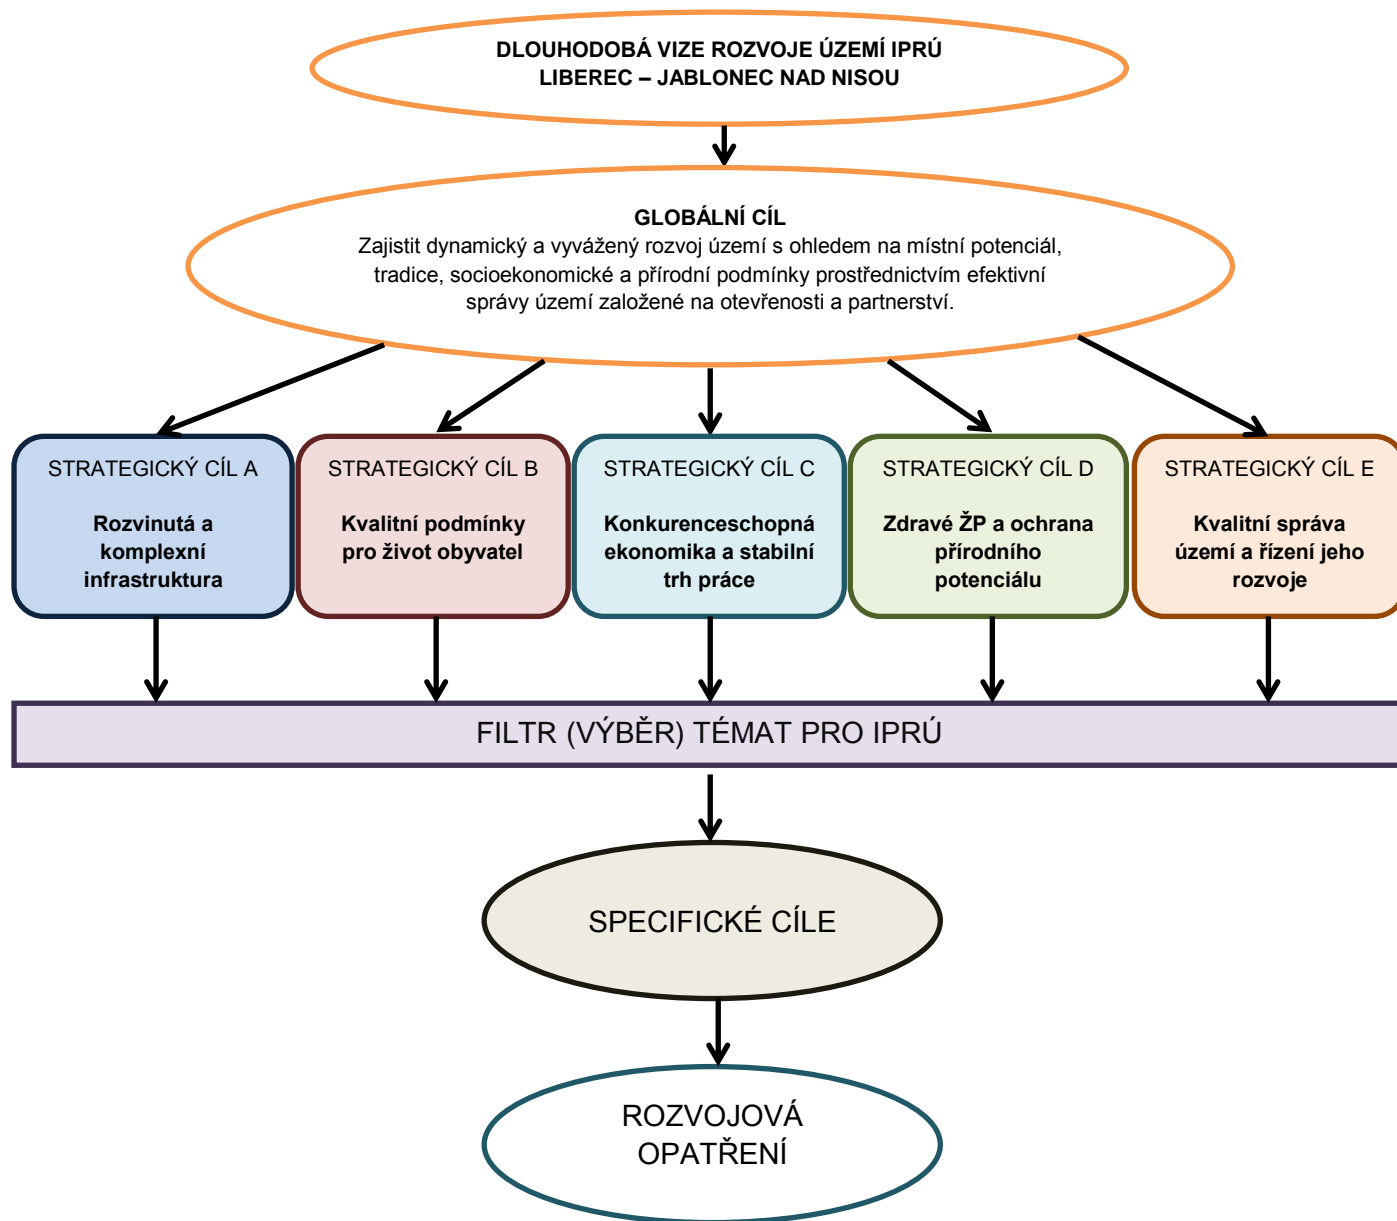 DLOUHODOBÁ VIZE ROZVOJE ÚZEMÍ IPRÚ
LIBEREC – JABLONEC NAD NISOU
GLOBÁLNÍ CÍL
Zajistit dynamický a vyvážený rozvoj území s ohledem na místní potenciál,
tradice, socioekonomické a přírodní podmínky prostřednictvím efektivní
správy území založené na otevřenosti a partnerství.
STRATEGICKÝ CÍL A
Rozvinutá a
komplexní
infrastruktura
STRATEGICKÝ CÍL B
Kvalitní podmínky
pro život obyvatel
STRATEGICKÝ CÍL C
Konkurenceschopná
ekonomika a stabilní
trh práce
STRATEGICKÝ CÍL D
Zdravé ŽP a ochrana
přírodního
potenciálu
STRATEGICKÝ CÍL E
Kvalitní správa
území a řízení jeho
rozvoje
FILTR (VÝBĚR) TÉMAT PRO IPRÚ
SPECIFICKÉ CÍLE
ROZVOJOVÁ
OPATŘENÍ